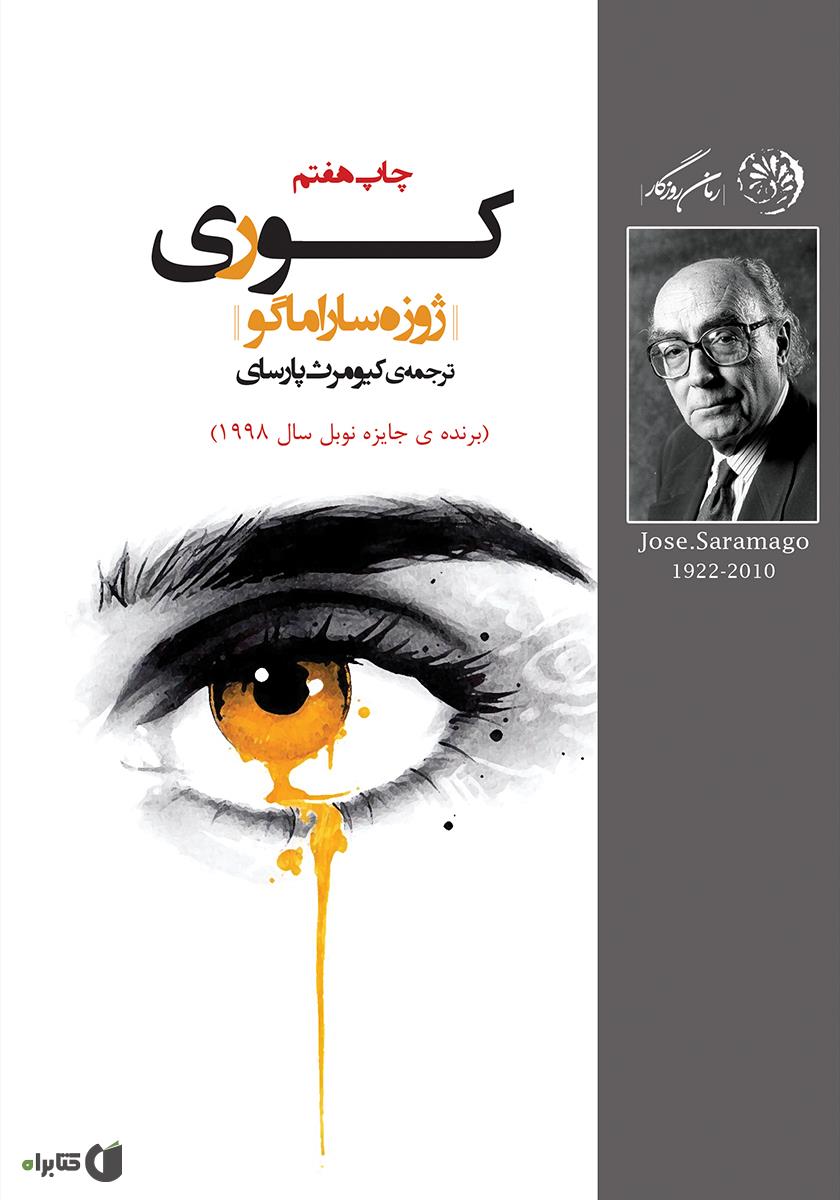 چاپ هفتم
کوری
ژوزه ساراماگو
ترجمه‌ی کیومرث پارسای
(برنده ی جایزه نوبل سال ۱۹۹۸)
رمان روزگار
Jose.Saramago
1922-2010
کتابراه